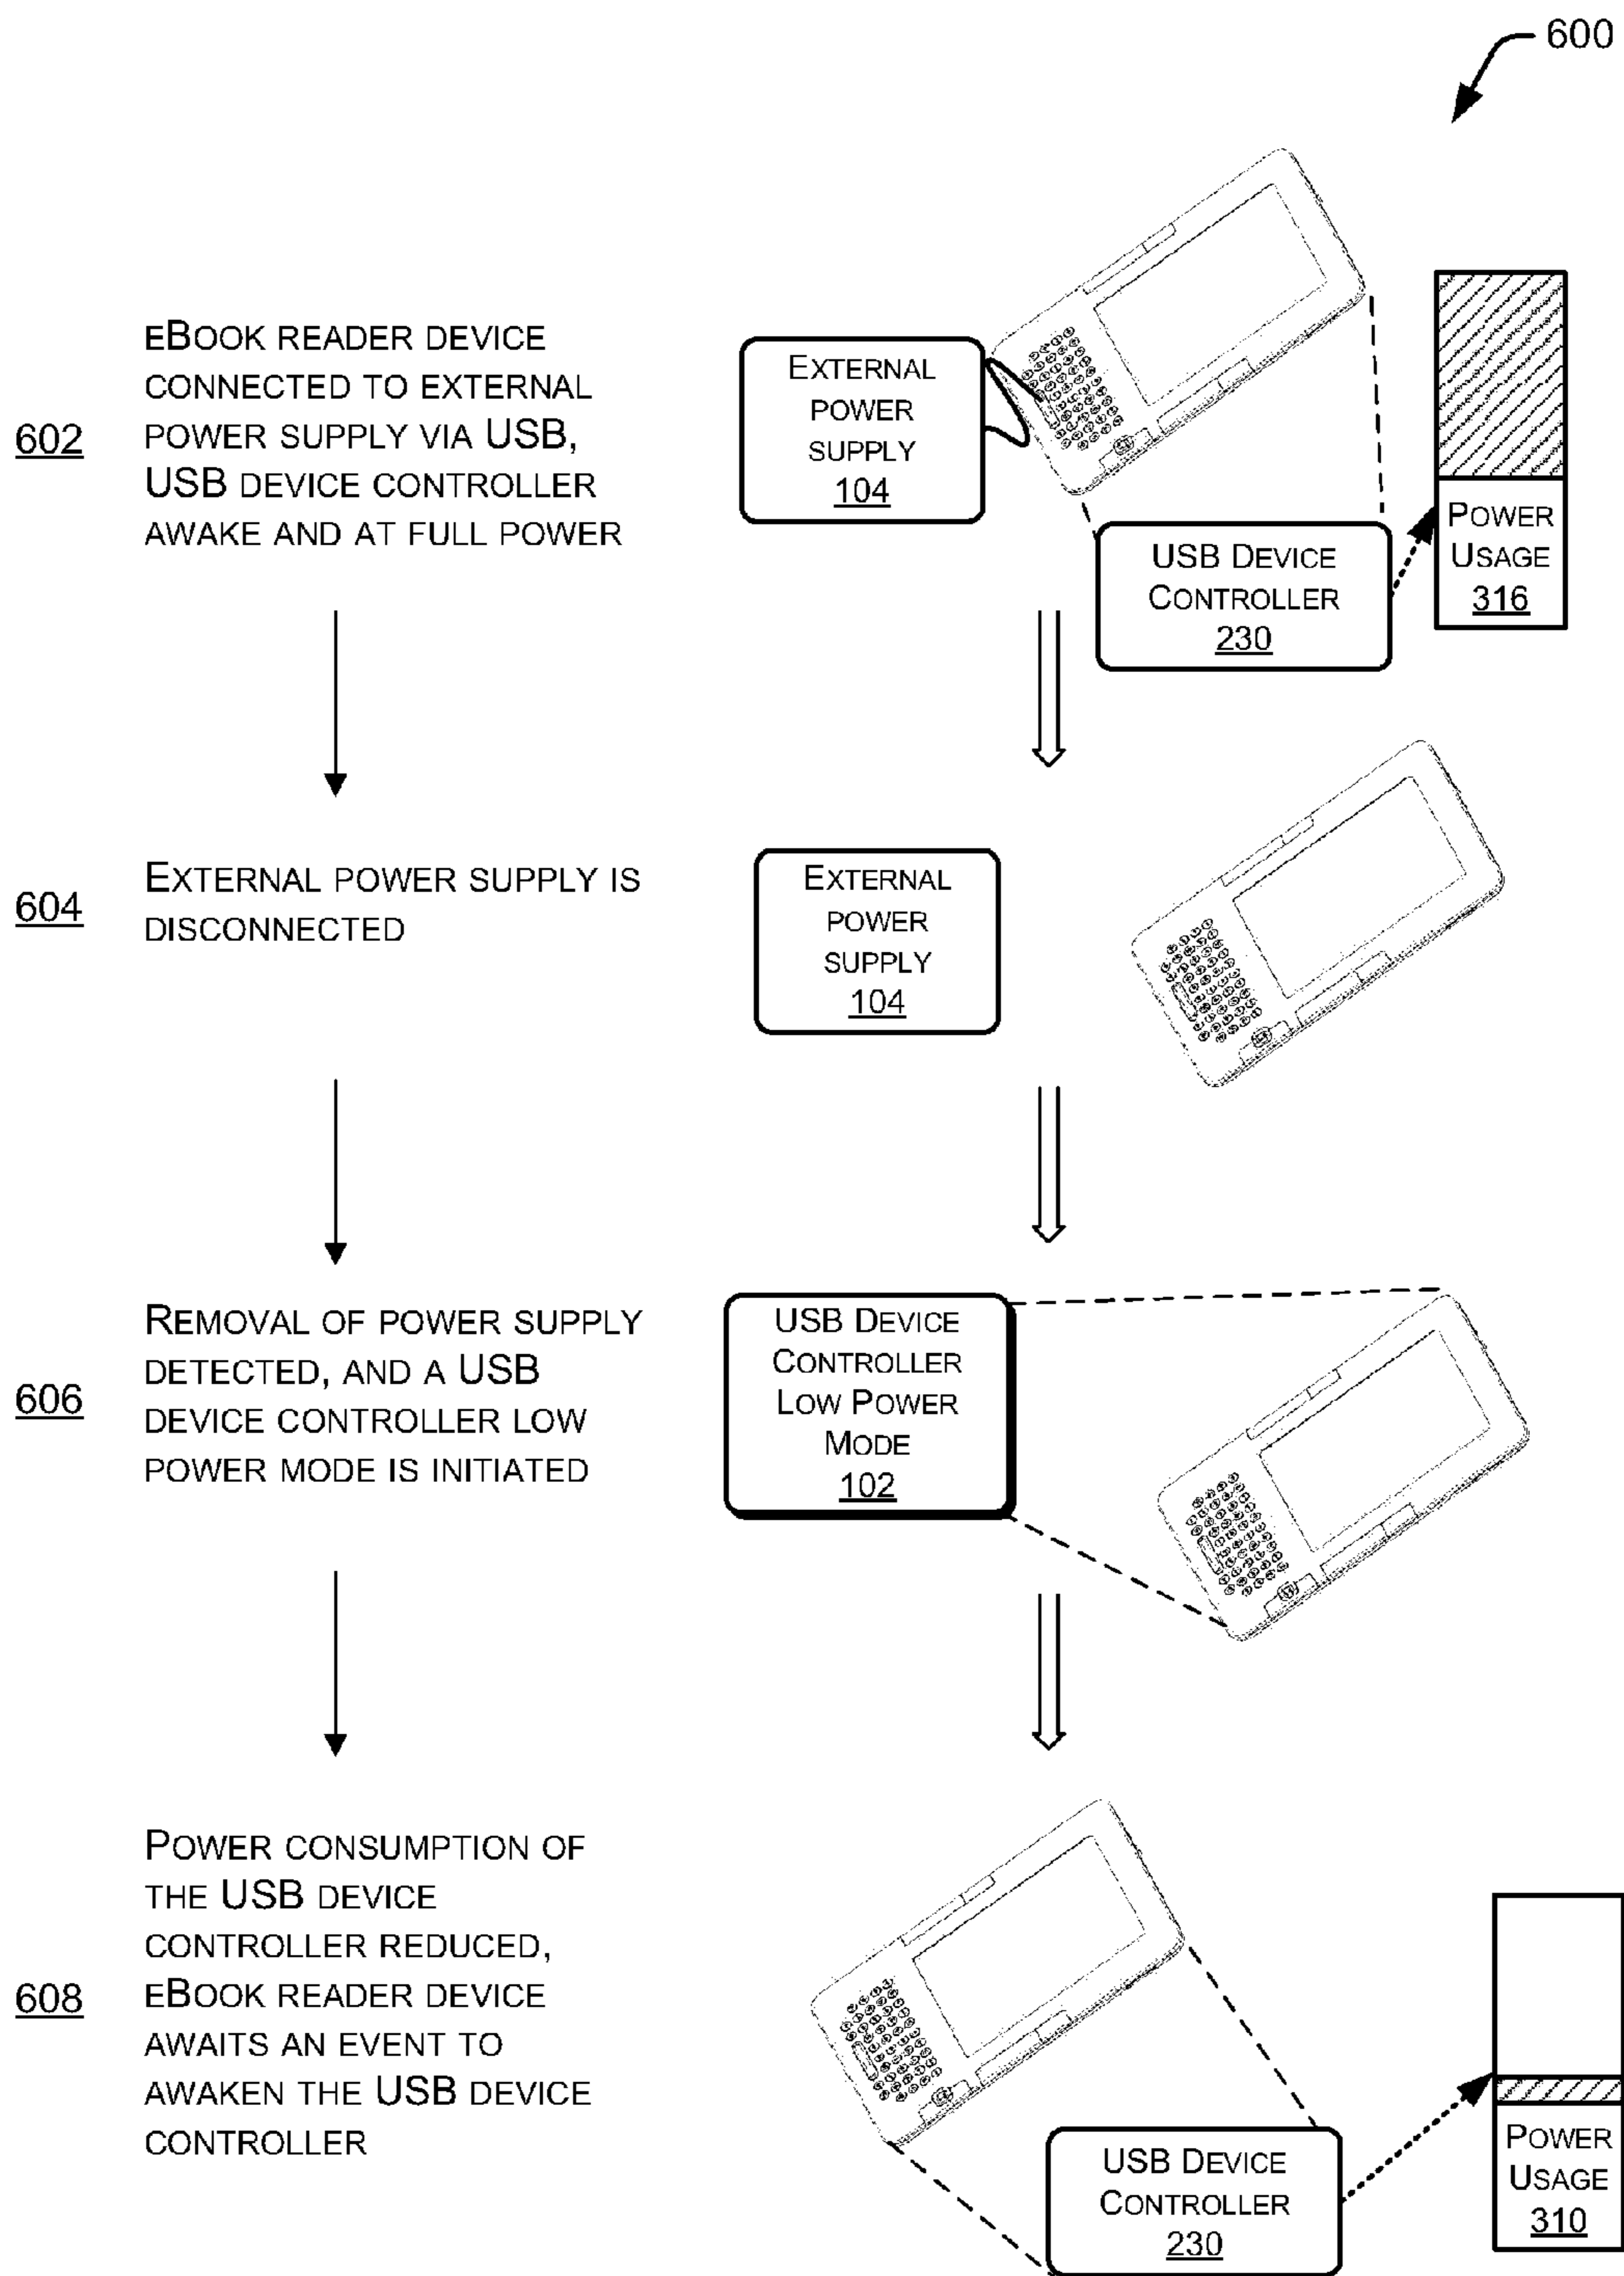 600
602
eBOOK READER DEVICE
CONNECTED TO EXTERNAL
POWER SUPPLY VIA USB,
USB DEVICE CONTROLLER
AWAKE AND AT FULL POWER
EXTERNAL
POWER
SUPPLY
104
USB DEVICE
CONTROLLER
230
POWER
USAGE
316
604
EXTERNAL POWER SUPPLY IS
DISCONNECTED
EXTERNAL
POWER
SUPPLY
104
606
REMOVAL OF POWER SUPPLY
DETECTED, AND A USB
DEVICE CONTROLLER LOW
POWER MODE IS INITIATED
USB DEVICE
CONTROLLER
LOW POWER
MODE
102
608
POWER CONSUMPTION OF
THE USB DEVICE
CONTROLLER REDUCED,
eBOOK READER DEVICE
AWAITS AN EVENT TO
AWAKEN THE USB DEVICE
CONTROLLER
USB DEVICE
CONTROLLER
230
POWER
USAGE
310